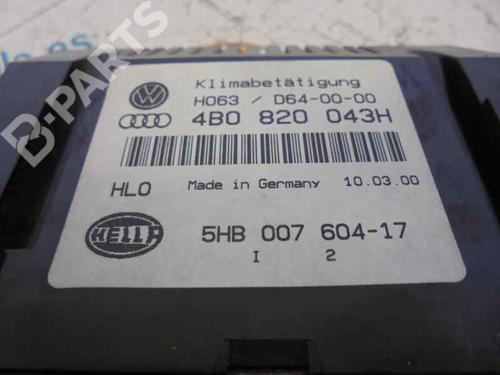 Klimabetätigung
H063 / D64-00-00
4B0 820 043H
HLO Made in Germany 10.03.00
HELLA 5HB 007 604-17
I 2
B-PARTS